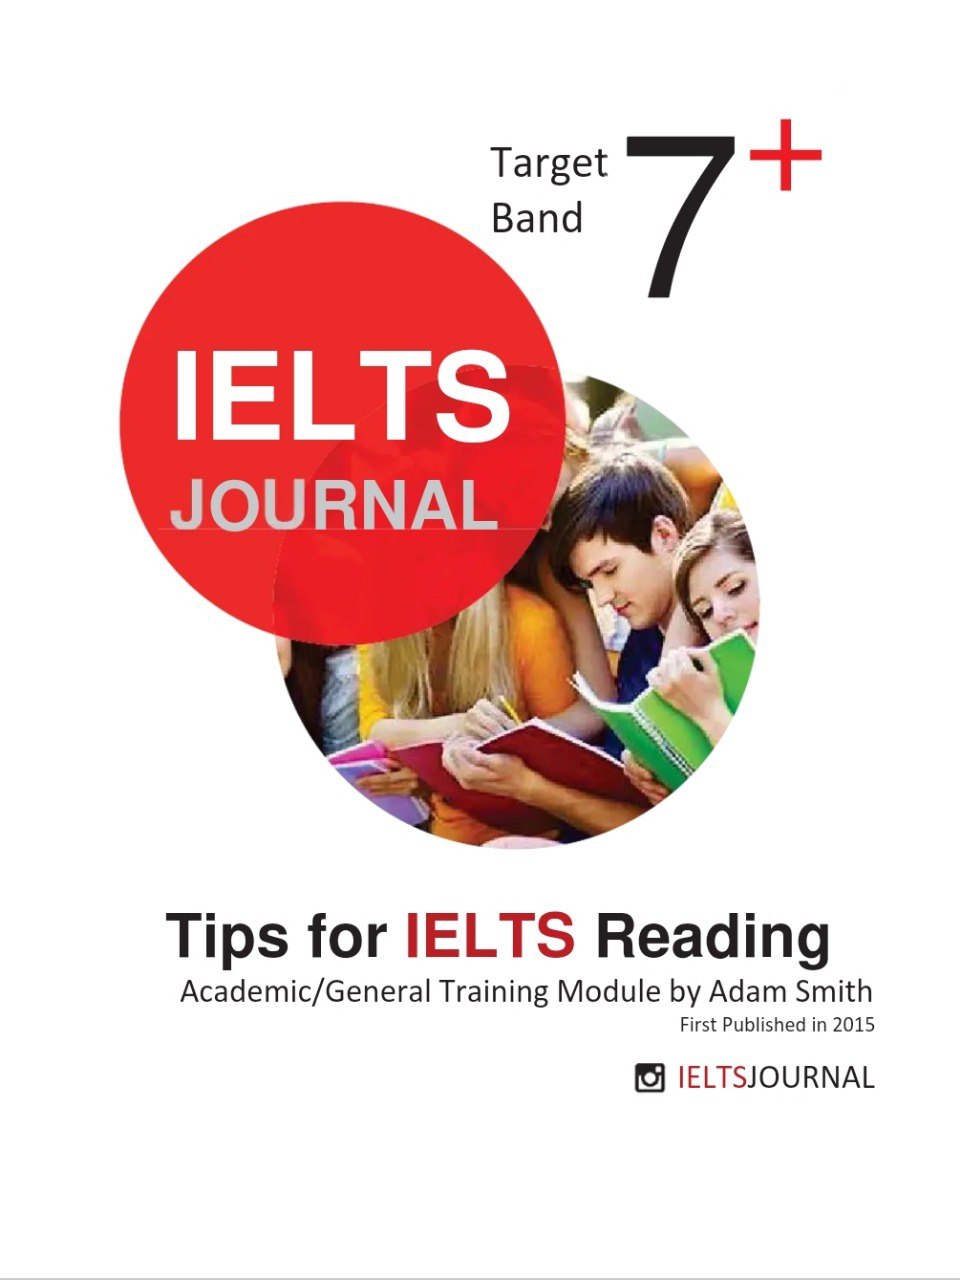 Target
Band
7+
IELTS
JOURNAL
Tips for IELTS Reading
Academic/General Training Module by Adam Smith
First Published in 2015
IELTSJOURNAL